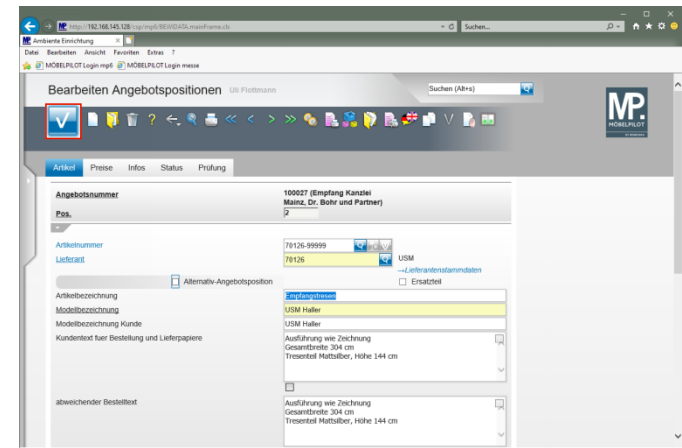 http://192.168.145.128/csp/mp6/BEWIDATA.mainFrame.cls
Suchen...
Ambiente Einrichtung
Datei Bearbeiten Ansicht Favoriten Extras ?
MÖBELPILOT Login mp6 MÖBELPILOT Login messe
Bearbeiten Angebotspositionen Uli Flottmann
Suchen (Alt+s)
MP.
MÖBELPILOT
Artikel Preise Infos Status Prüfung
Angebotsnummer 100027 (Empfang Kanzlei
Mainz, Dr. Bohr und Partner)
Pos. 2
Artikelnummer 70126-99999
Lieferant 70126 USM
→Lieferantenstammdaten
Alternativ-Angebotsposition Ersatzteil
Artikelbezeichnung Empfangstresen
Modellbezeichnung USM Haller
Modellbezeichnung Kunde USM Haller
Kundentext fuer Bestellung und Lieferpapiere Ausführung wie Zeichnung
Gesamtbreite 304 cm
Tresenteil Mattsilber, Höhe 144 cm
abweichender Bestelltext Ausführung wie Zeichnung
Gesamtbreite 304 cm
Tresenteil Mattsilber, Höhe 144 cm